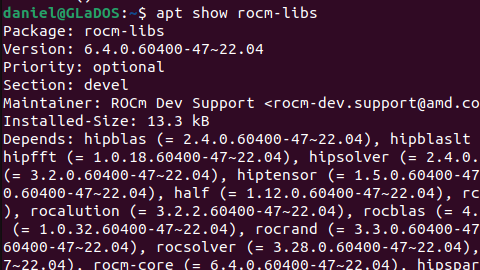 daniel@GLaDOS:~$ apt show rocm-libs
Package: rocm-libs
Version: 6.4.0.60400-47~22.04
Priority: optional
Section: devel
Maintainer: ROCm Dev Support <rocm-dev.support@amd.co
Installed-Size: 13.3 kB
Depends: hipblas (= 2.4.0.60400-47~22.04), hipblaslt
hipfft (= 1.0.18.60400-47~22.04), hipsolver (= 2.4.0.
(= 3.2.0.60400-47~22.04), hiptensor (= 1.5.0.60400-47
0.60400-47~22.04), half (= 1.12.0.60400-47~22.04), rc
), rocalution (= 3.2.2.60400-47~22.04), rocblas (= 4.
(= 1.0.32.60400-47~22.04), rocrand (= 3.3.0.60400-47~
60400-47~22.04), rocsolver (= 3.28.0.60400-47~22.04),
7~22.04), rocm-core (= 6.4.0.60400-47~22.04), hipspar